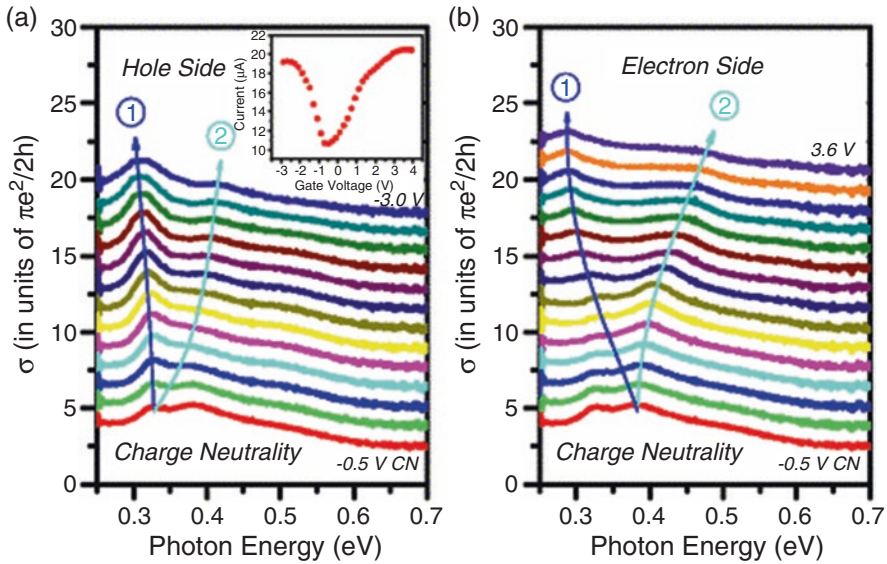 (a)
30
25
20
15
10
5
0
σ (in units of πe²/2h)
Hole Side
1
2
22
20
18
16
14
12
10
Current (µA)
-3 -2 -1 0 1 2 3 4
Gate Voltage (V)
-3.0 V
Charge Neutrality
-0.5 V CN
0.3 0.4 0.5 0.6 0.7
Photon Energy (eV)
(b)
30
25
20
15
10
5
0
σ (in units of πe²/2h)
Electron Side
1
2
3.6 V
Charge Neutrality
-0.5 V CN
0.3 0.4 0.5 0.6 0.7
Photon Energy (eV)